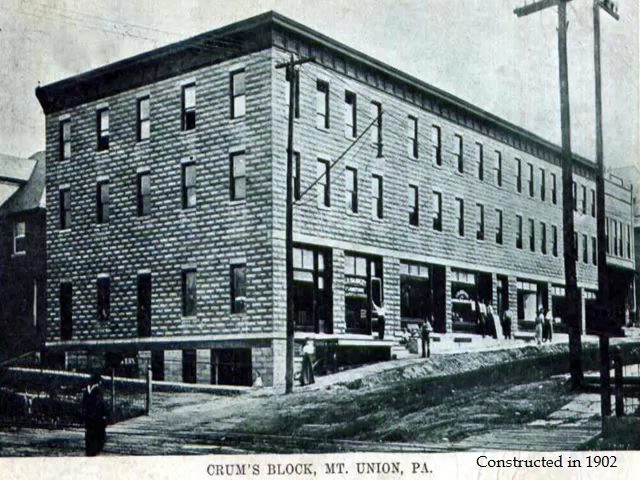 CRUM'S BLOCK, MT. UNION, PA.
Constructed in 1902